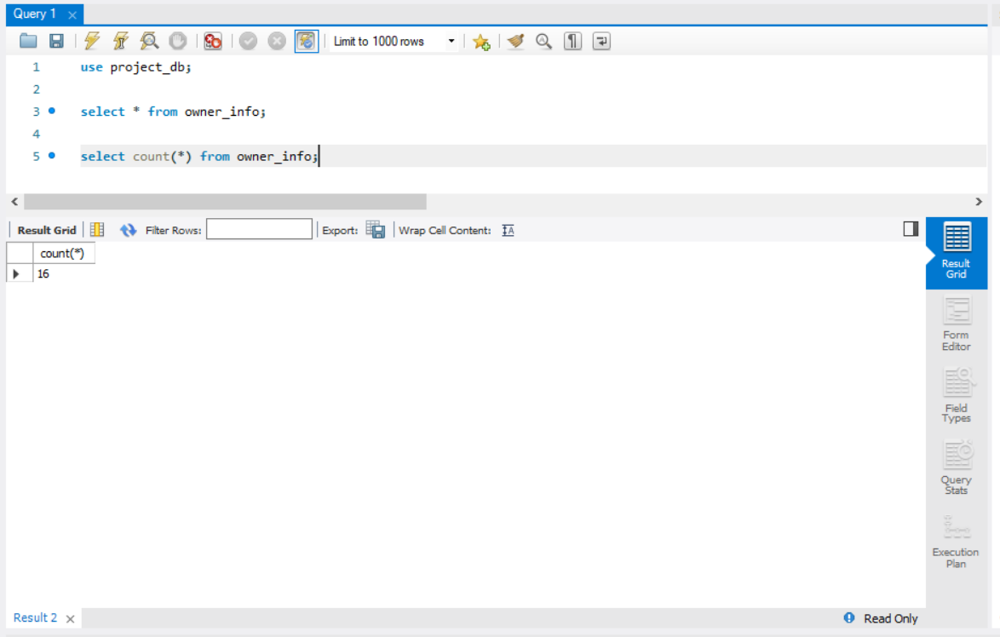 Query 1
Limit to 1000 rows
1 use project_db;
2
3 select * from owner_info;
4
5 select count(*) from owner_info;
Result Grid Filter Rows: Export: Wrap Cell Content: IA
count(*)
16
Result
Grid
Form
Editor
Field
Types
Query
Stats
Execution
Plan
Result 2 Read Only